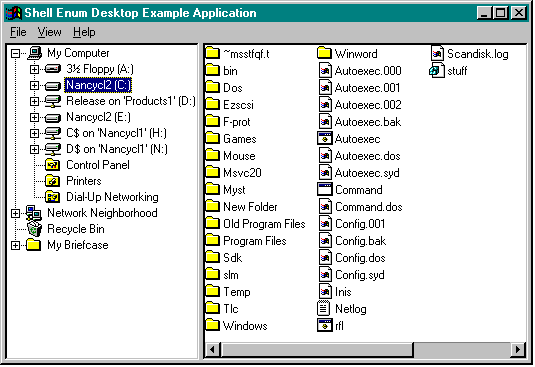 Shell Enum Desktop Example Application
File View Help
My Computer
3½ Floppy (A:)
Nancycl2 (C:)
Release on 'Products1' (D:)
Nancycl2 (E:)
C$ on 'Nancycl1' (H:)
D$ on 'Nancycl1' (N:)
Control Panel
Printers
Dial-Up Networking
Network Neighborhood
Recycle Bin
My Briefcase
~msstfqf.t
bin
Dos
Ezscsi
F-prot
Games
Mouse
Msvc20
Myst
New Folder
Old Program Files
Program Files
Sdk
slm
Temp
Tlc
Windows
Winword
Autoexec.000
Autoexec.001
Autoexec.002
Autoexec.bak
Autoexec
Autoexec.dos
Autoexec.syd
Command
Command.dos
Config.001
Config.bak
Config.dos
Config.syd
Inis
Netlog
rfl
Scandisk.log
stuff